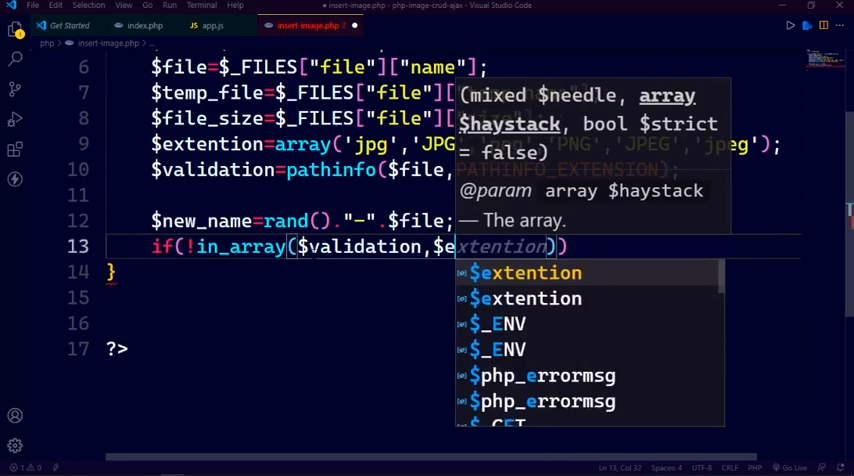 File Edit Selection View Go Run Terminal Help
● insert-image.php - php-image-crud-ajax - Visual Studio Code
Get Started index.php JS app.js insert-image.php 2 ●
php > insert-image.php > ...
6 $file=$_FILES["file"]["name"];
7 $temp_file=$_FILES["file"]["
8 $file_size=$_FILES["file"]["
9 $extention=array('jpg','JPG
'PNG','JPEG','jpeg');
10 $validation=pathinfo($file,
PATHINFO_EXTENSION);
11
12 $new_name=rand()."-".$file;
13 if(!in_array($validation,$extention))
14 }
15
16
17 ?>
(mixed $needle, array
$haystack, bool $strict
= false)
@param array $haystack
— The array.
$extention
$extention
$_ENV
$_ENV
$php_errormsg
$php_errormsg
$_GET
1 0
Ln 13, Col 32 Spaces: 4 UTF-8 CRLF PHP Go Live